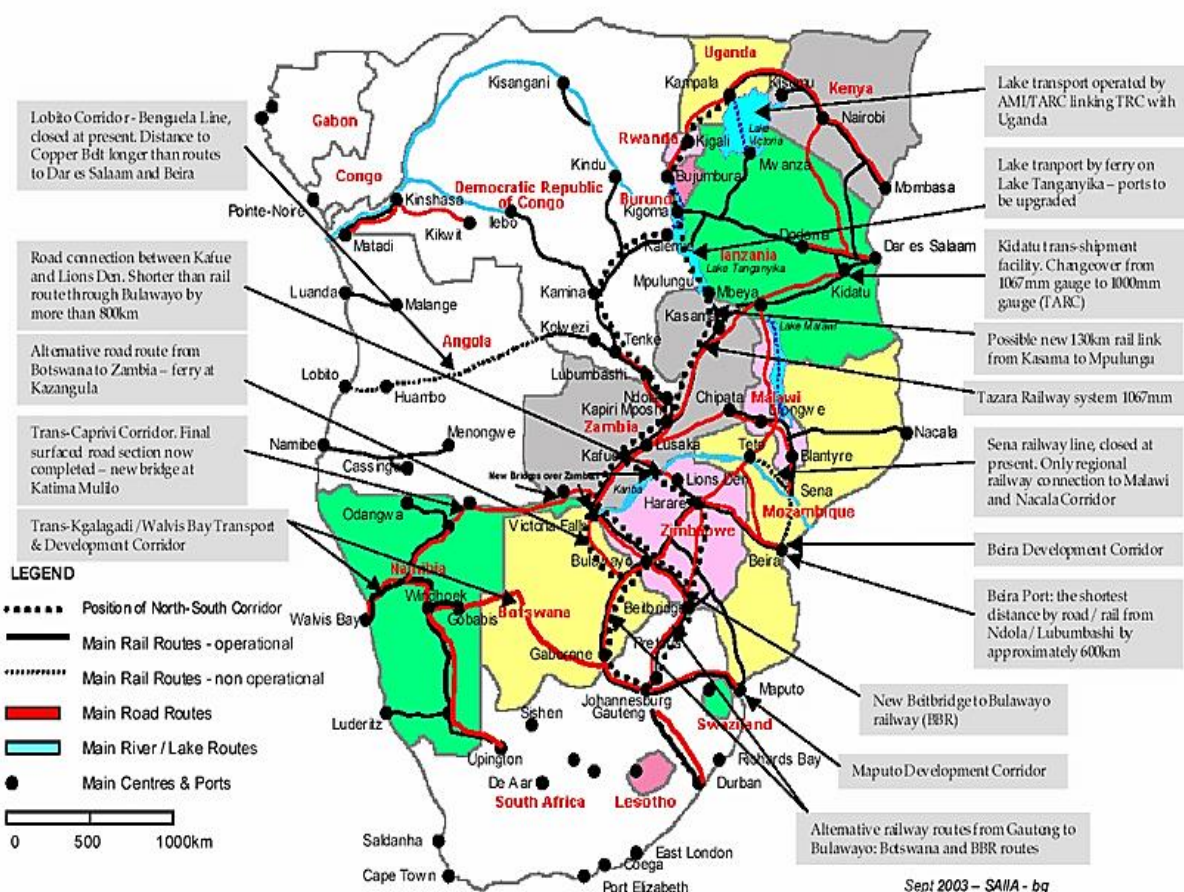 Lobito Corridor - Benguela Line,
closed at present. Distance to
Copper Belt longer than routes
to Dar es Salaam and Beira
Road connection between Kafue
and Lions Den. Shorter than rail
route through Bulawayo by
more than 800km
Alternative road route from
Botswana to Zambia – ferry at
Kazangula
Trans-Caprivi Corridor. Final
surfaced road section now
completed – new bridge at
Katima Mulilo
Trans-Kgalagadi / Walvis Bay Transport
& Development Corridor
LEGEND
Position of North-South Corridor
Main Rail Routes - operational
Main Rail Routes - non operational
Main Road Routes
Main River / Lake Routes
Main Centres & Ports
0 500 1000km
Uganda
Kampala
Kisumu
Kenya
Nairobi
Kisangani
Gabon
Rwanda
Kigali
Lake
Victoria
Mwanza
Kindu
Congo
Democratic Republic
of Congo
Bujumbura
Mombasa
Pointe-Noire
Kinshasa
Burundi
Kigoma
Ilebo
Kikwit
Matadi
Kalemie
Dodoma
Dar es Salaam
Tanzania
Lake Tanganyika
Mpulungu
Mbeya
Kidatu
Luanda
Malange
Kamina
Kasama
Kolwezi
Tenke
Lake Malawi
Angola
Lubumbashi
Lobito
Huambo
Ndola
Chipata
Malawi
Kapiri Mposhi
Lilongwe
Zambia
Namibe
Menongwe
Lusaka
Tete
Nacala
Cassinga
Kafue
Blantyre
New Bridges over Zambezi
Kariba
Lions Den
Sena
Odangwa
Harare
Mozambique
Victoria Falls
Zimbabwe
Bulawayo
Beira
Namibia
Windhoek
Gobabis
Botswana
Beitbridge
Walvis Bay
Pretoria
Gaborone
Maputo
Johannesburg
Gauteng
Swaziland
Luderitz
Sishen
Upington
Richards Bay
De Aar
Durban
South Africa
Lesotho
Saldanha
East London
Coega
Cape Town
Port Elizabeth
Lake transport operated by
AMI/TARC linking TRC with
Uganda
Lake tranport by ferry on
Lake Tanganyika – ports to
be upgraded
Kidatu trans-shipment
facility. Changeover from
1067mm gauge to 1000mm
gauge (TARC)
Possible new 130km rail link
from Kasama to Mpulungu
Tazara Railway system 1067mm
Sena railway line, closed at
present. Only regional
railway connection to Malawi
and Nacala Corridor
Beira Development Corridor
Beira Port: the shortest
distance by road / rail from
Ndola / Lubumbashi by
approximately 600km
New Beitbridge to Bulawayo
railway (BBR)
Maputo Development Corridor
Alternative railway routes from Gauteng to
Bulawayo: Botswana and BBR routes
Sept 2003 – SAIIA - bg